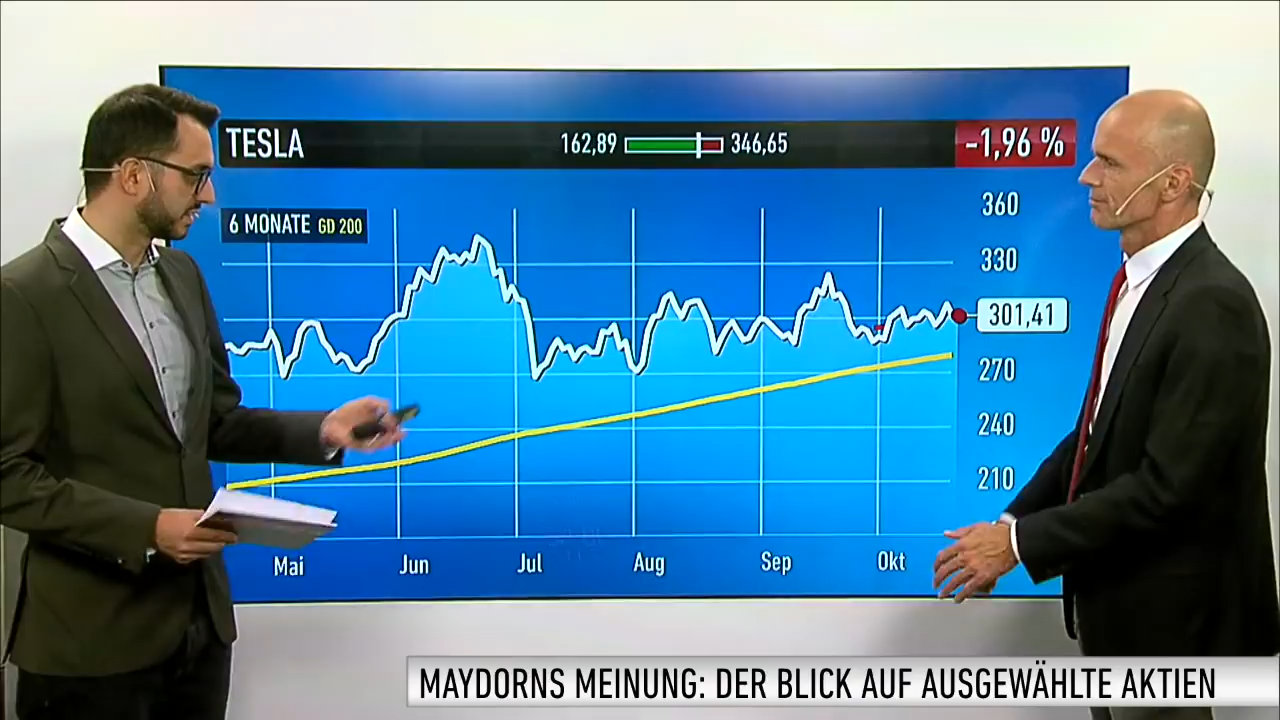 TESLA 162,89 346,65 -1,96 %
6 MONATE GD 200
360
330
301,41
270
240
210
Mai Jun Jul Aug Sep Okt
MAYDORNS MEINUNG: DER BLICK AUF AUSGEWÄHLTE AKTIEN